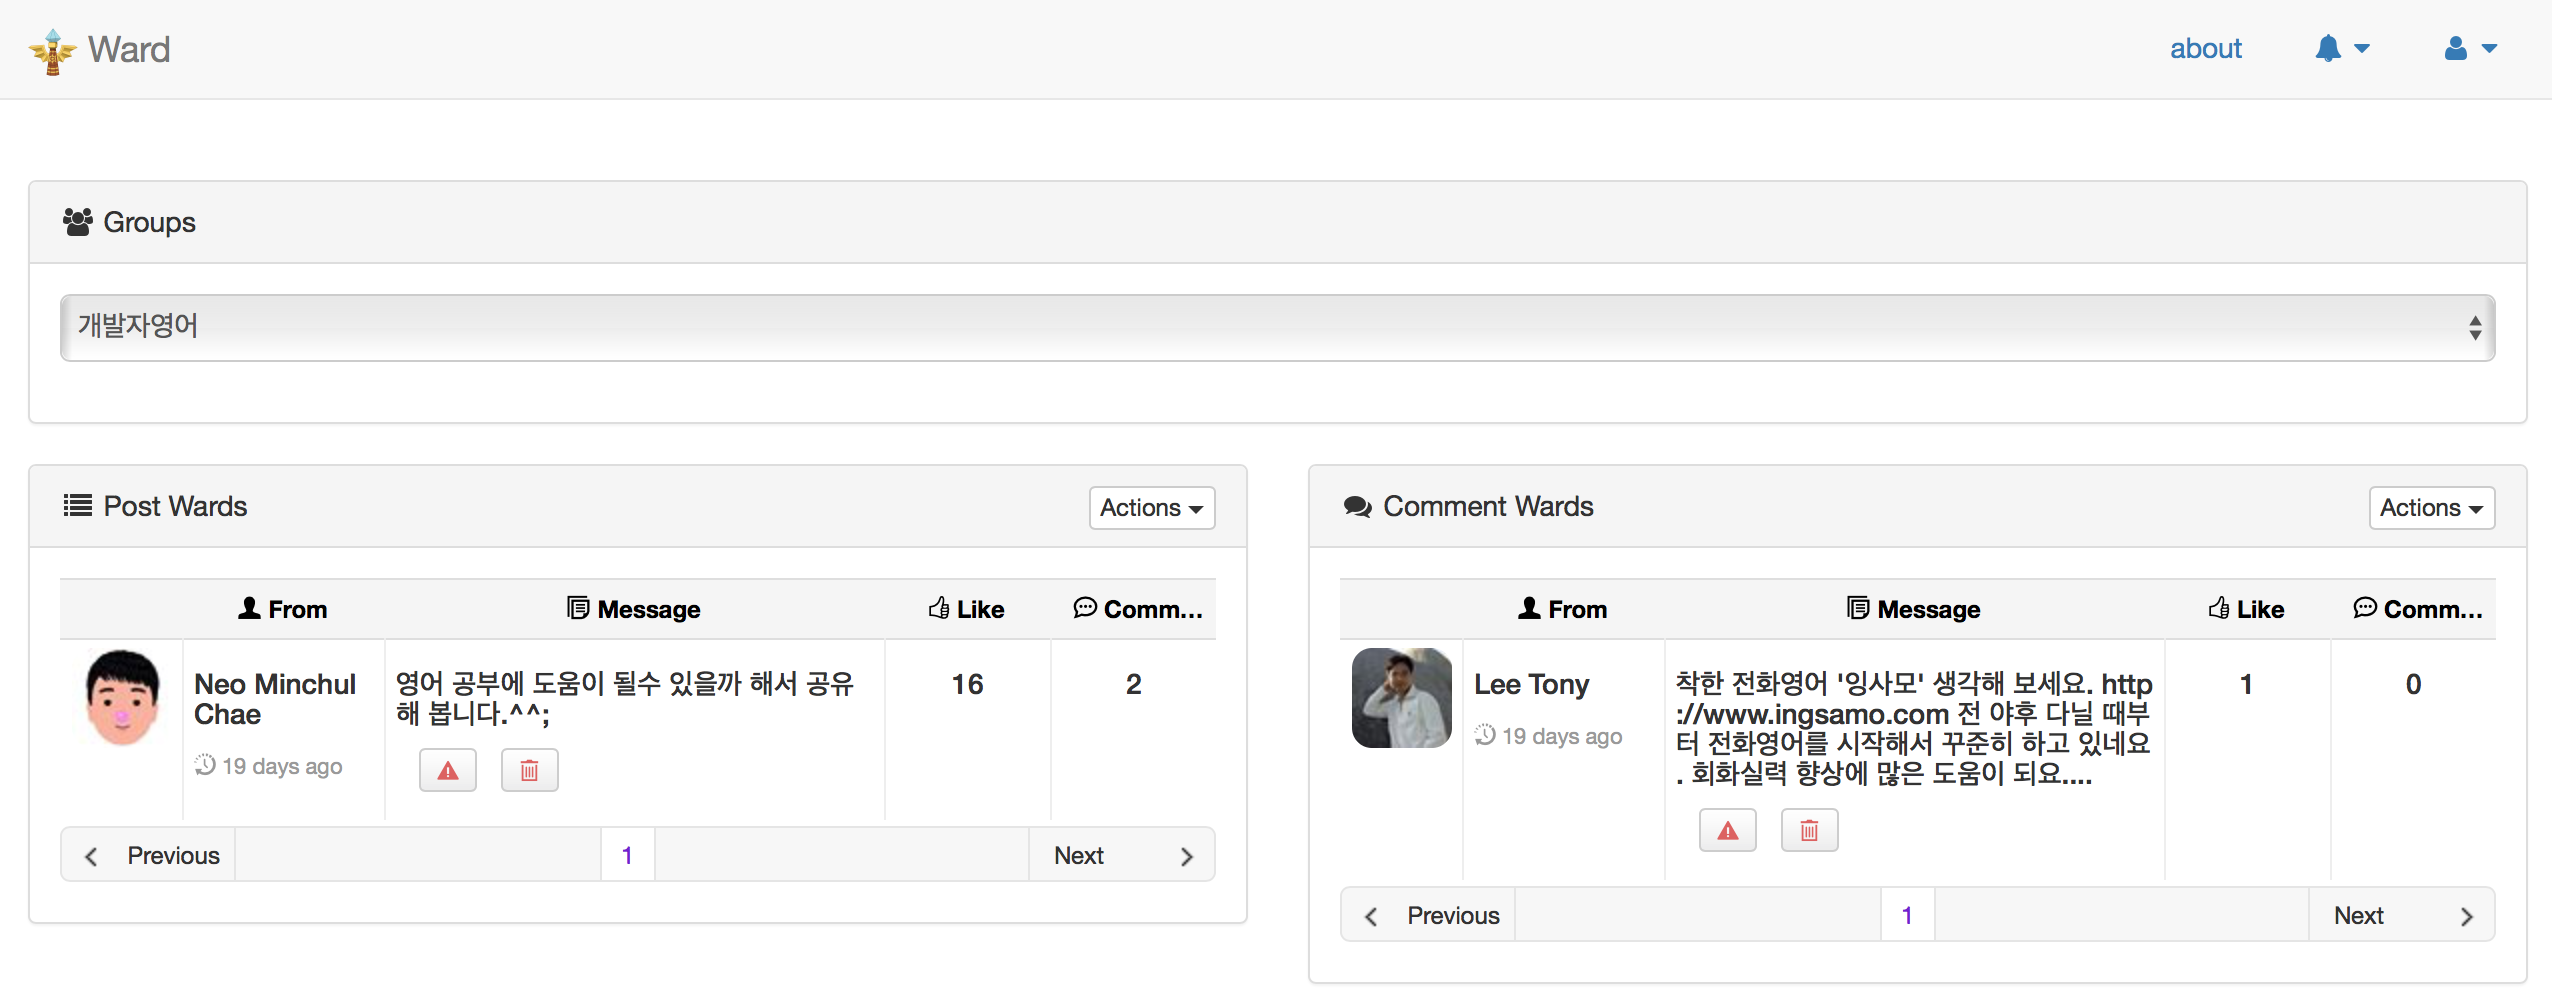 Ward
about
Groups
개발자영어
Post Wards
Actions
From
Message
Like
Comm...
Neo Minchul
Chae
19 days ago
영어 공부에 도움이 될수 있을까 해서 공유
해 봅니다.^^;
16
2
Previous
1
Next
Comment Wards
Actions
From
Message
Like
Comm...
Lee Tony
19 days ago
착한 전화영어 '잉사모' 생각해 보세요. http
://www.ingsamo.com 전 야후 다닐 때부
터 전화영어를 시작해서 꾸준히 하고 있네요
. 회화실력 향상에 많은 도움이 되요....
1
0
Previous
1
Next